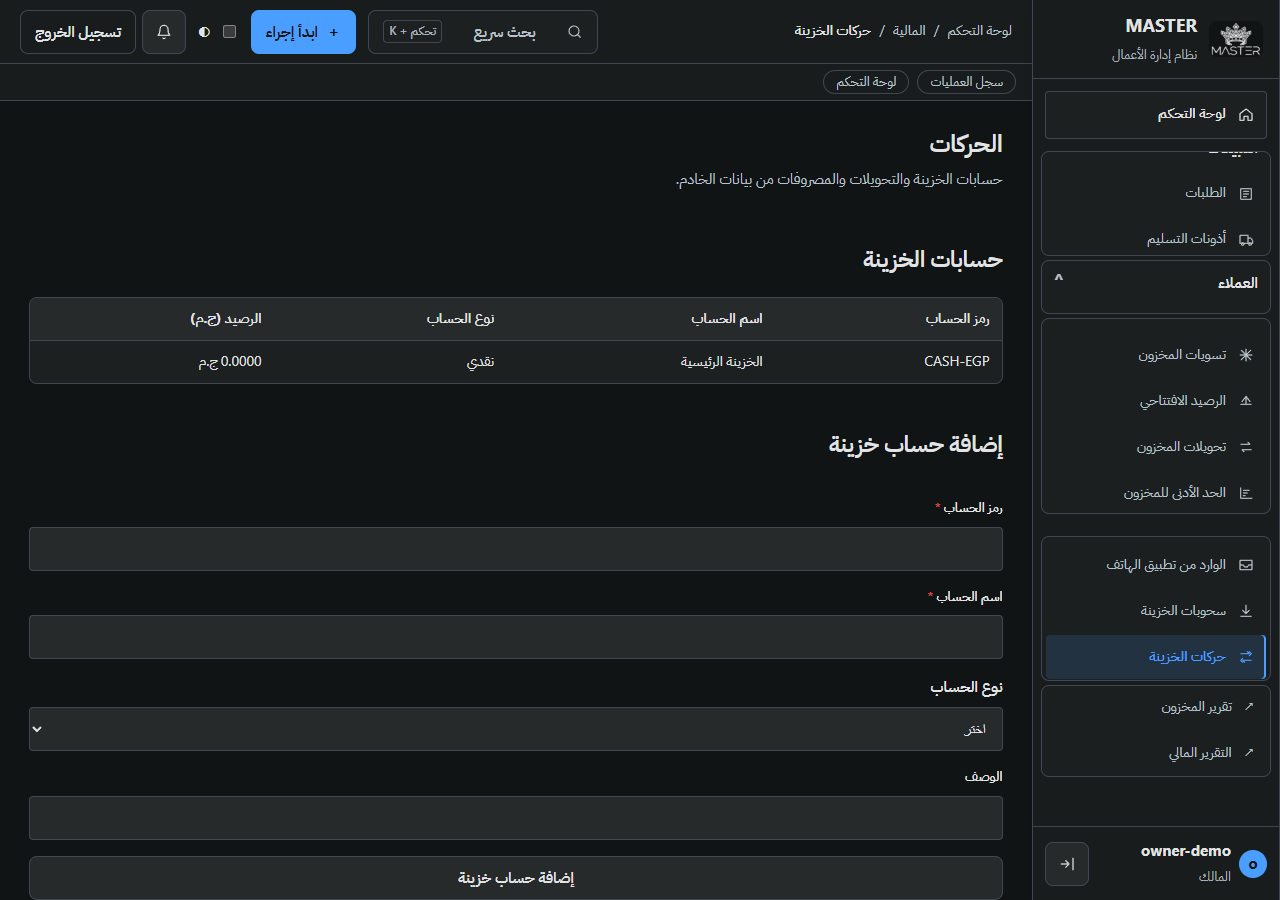 MASTER
نظام إدارة الأعمال
MASTER
لوحة التحكم
الطلبات
أذونات التسليم
العملاء
تسويات المخزون
الرصيد الافتتاحي
تحويلات المخزون
الحد الأدنى للمخزون
الوارد من تطبيق الهاتف
سحوبات الخزينة
حركات الخزينة
تقرير المخزون
التقرير المالي
owner-demo
المالك
o
لوحة التحكم / المالية / حركات الخزينة
بحث سريع
تحكم + K
+ ابدأ إجراء
تسجيل الخروج
سجل العمليات
لوحة التحكم
الحركات
حسابات الخزينة والتحويلات والمصروفات من بيانات الخادم.
حسابات الخزينة
رمز الحساب اسم الحساب نوع الحساب الرصيد (ج.م)
CASH-EGP الخزينة الرئيسية نقدي 0.0000 ج.م
إضافة حساب خزينة
رمز الحساب *
اسم الحساب *
نوع الحساب
اختر
الوصف
إضافة حساب خزينة